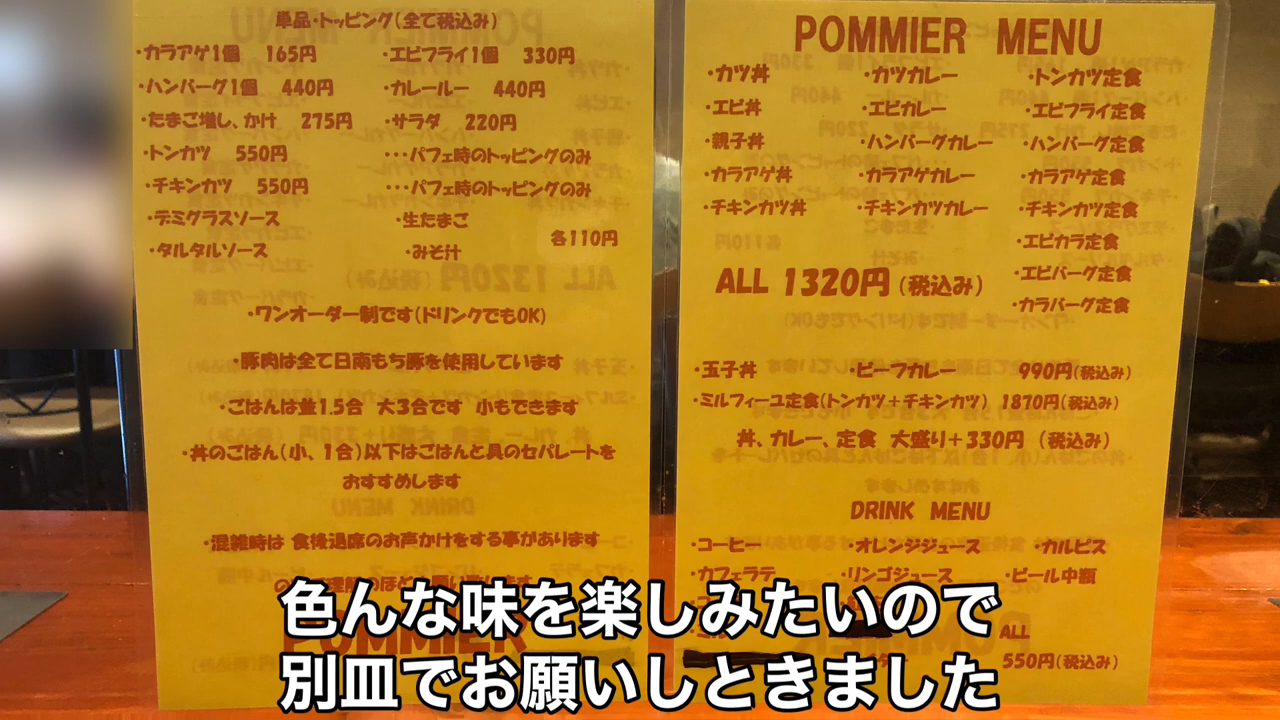 単品・トッピング(全て税込み)
・カラアゲ1個 165円 ・エビフライ1個 330円
・ハンバーグ1個 440円 ・カレールー 440円
・たまご増し、かけ 275円 ・サラダ 220円
・トンカツ 550円 ・・・パフェ時のトッピングのみ
・チキンカツ 550円 ・・・パフェ時のトッピングのみ
・デミグラスソース ・生たまご
各110円
・タルタルソース ・みそ汁
・ワンオーダー制です(ドリンクでもOK)
・豚肉は全て日南もち豚を使用しています
・ごはんは並1.5合 大3合です 小もできます
・丼のごはん(小、1合)以下はごはんと具のセパレートを
おすすめします
・混雑時は 食後退席のお声かけをする事があります
POMMIER
POMMIER MENU
・カツ丼 ・カツカレー ・トンカツ定食
・エビ丼 ・エビカレー ・エビフライ定食
・親子丼 ・ハンバーグカレー ・ハンバーグ定食
・カラアゲ丼 ・カラアゲカレー ・カラアゲ定食
・チキンカツ丼 ・チキンカツカレー ・チキンカツ定食
・エビカラ定食
・エビバーグ定食
ALL 1320円(税込み)
・カラバーグ定食
・玉子丼 ・ビーフカレー 990円(税込み)
・ミルフィーユ定食(トンカツ+チキンカツ) 1870円(税込み)
丼、カレー、定食 大盛り+330円 (税込み)
DRINK MENU
・コーヒー ・オレンジジュース ・カルピス
・カフェラテ ・リンゴジュース ・ビール中瓶
ALL
550円(税込み)
色んな味を楽しみたいので
別皿でお願いしときました